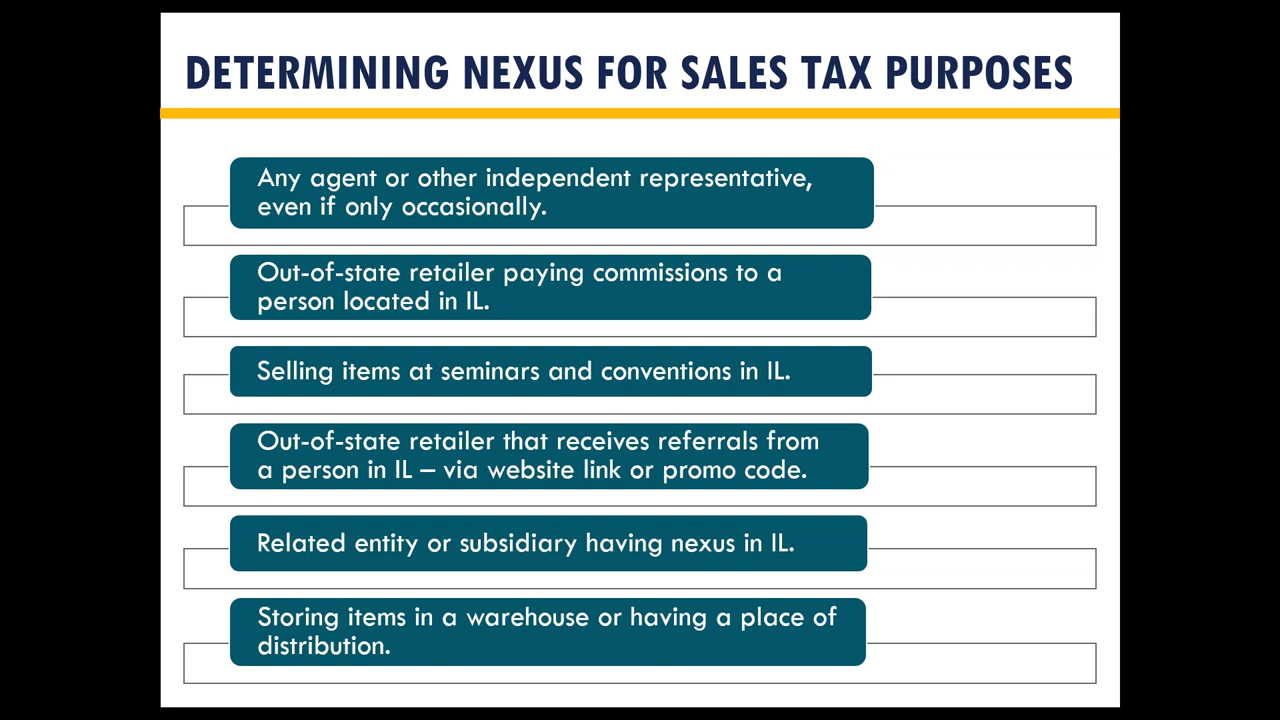 DETERMINING NEXUS FOR SALES TAX PURPOSES
Any agent or other independent representative,
even if only occasionally.
Out-of-state retailer paying commissions to a
person located in IL.
Selling items at seminars and conventions in IL.
Out-of-state retailer that receives referrals from
a person in IL – via website link or promo code.
Related entity or subsidiary having nexus in IL.
Storing items in a warehouse or having a place of
distribution.